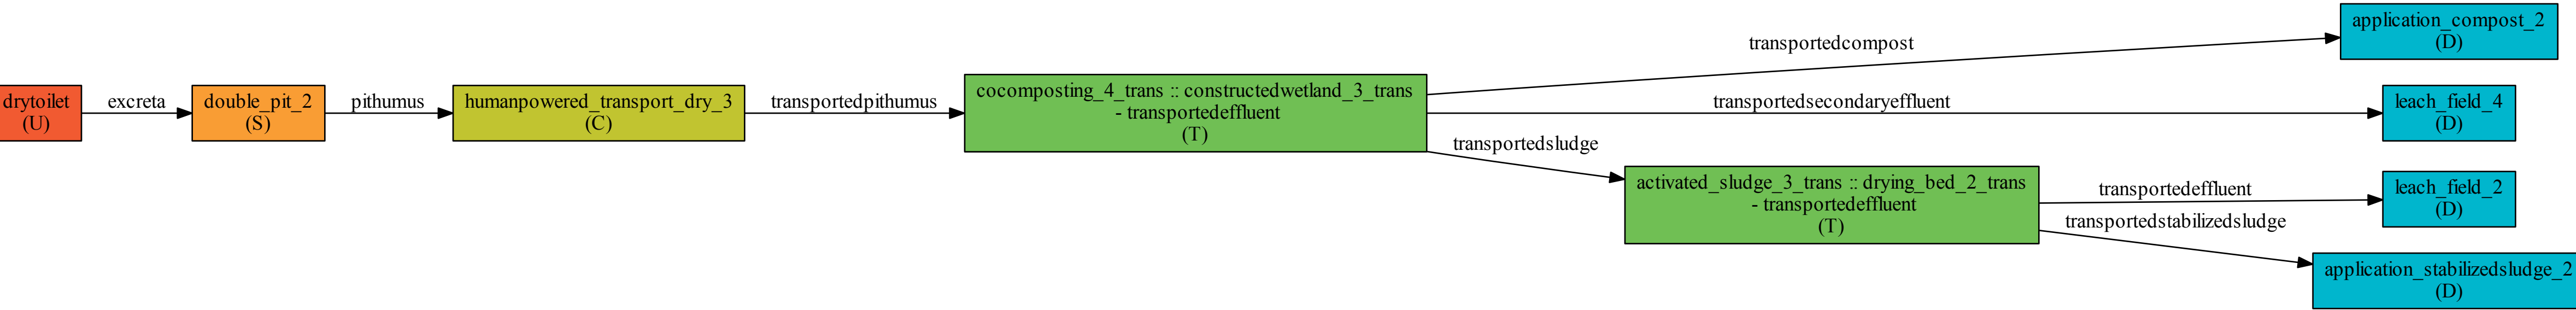 drytoilet
(U)
excreta
double_pit_2
(S)
pithumus
humanpowered_transport_dry_3
(C)
transportedpithumus
cocomposting_4_trans :: constructedwetland_3_trans
- transportedeffluent
(T)
transportedcompost
application_compost_2
(D)
transportedsecondaryeffluent
leach_field_4
(D)
transportedsludge
activated_sludge_3_trans :: drying_bed_2_trans
- transportedeffluent
(T)
transportedeffluent
leach_field_2
(D)
transportedstabilizedsludge
application_stabilizedsludge_2
(D)